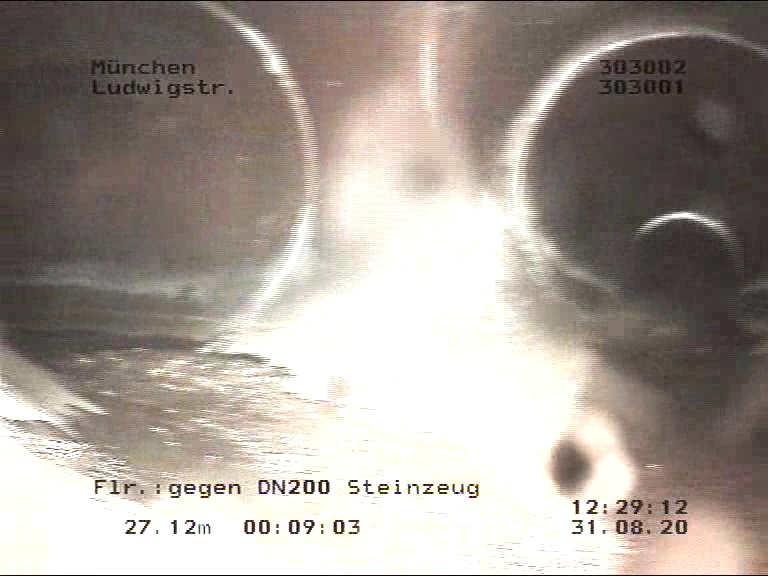 München 303002
Ludwigstr. 303001
Flr.:gegen DN200 Steinzeug
12:29:12
27.12m 00:09:03 31.08.20